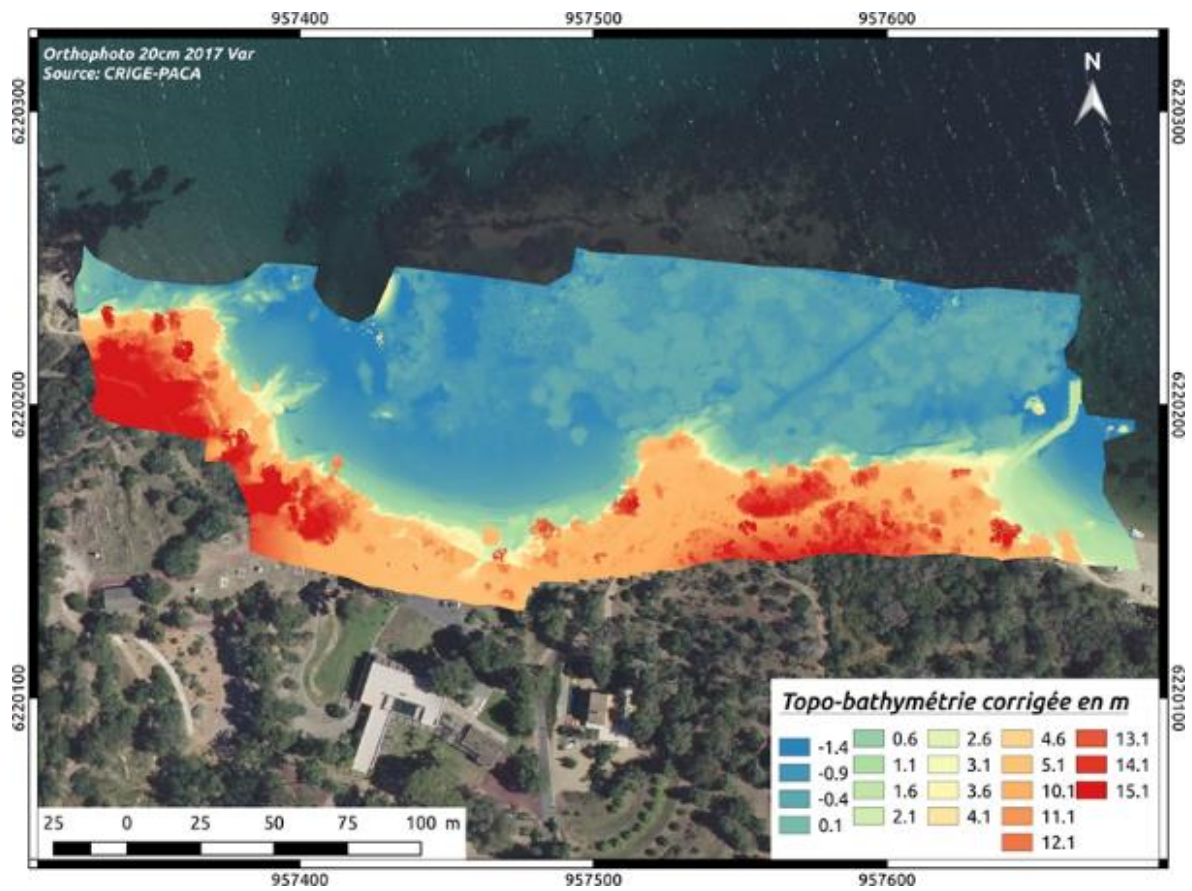 957400 957500 957600
Orthophoto 20cm 2017 Var
Source: CRIGE-PACA
N
6220300 6220300
6220200 6220200
6220100 6220100
Topo-bathymétrie corrigée en m
-1.4 0.6 2.6 4.6 13.1
-0.9 1.1 3.1 5.1 14.1
-0.4 1.6 3.6 10.1 15.1
0.1 2.1 4.1 11.1
12.1
25 0 25 50 75 100 m
957400 957500 957600